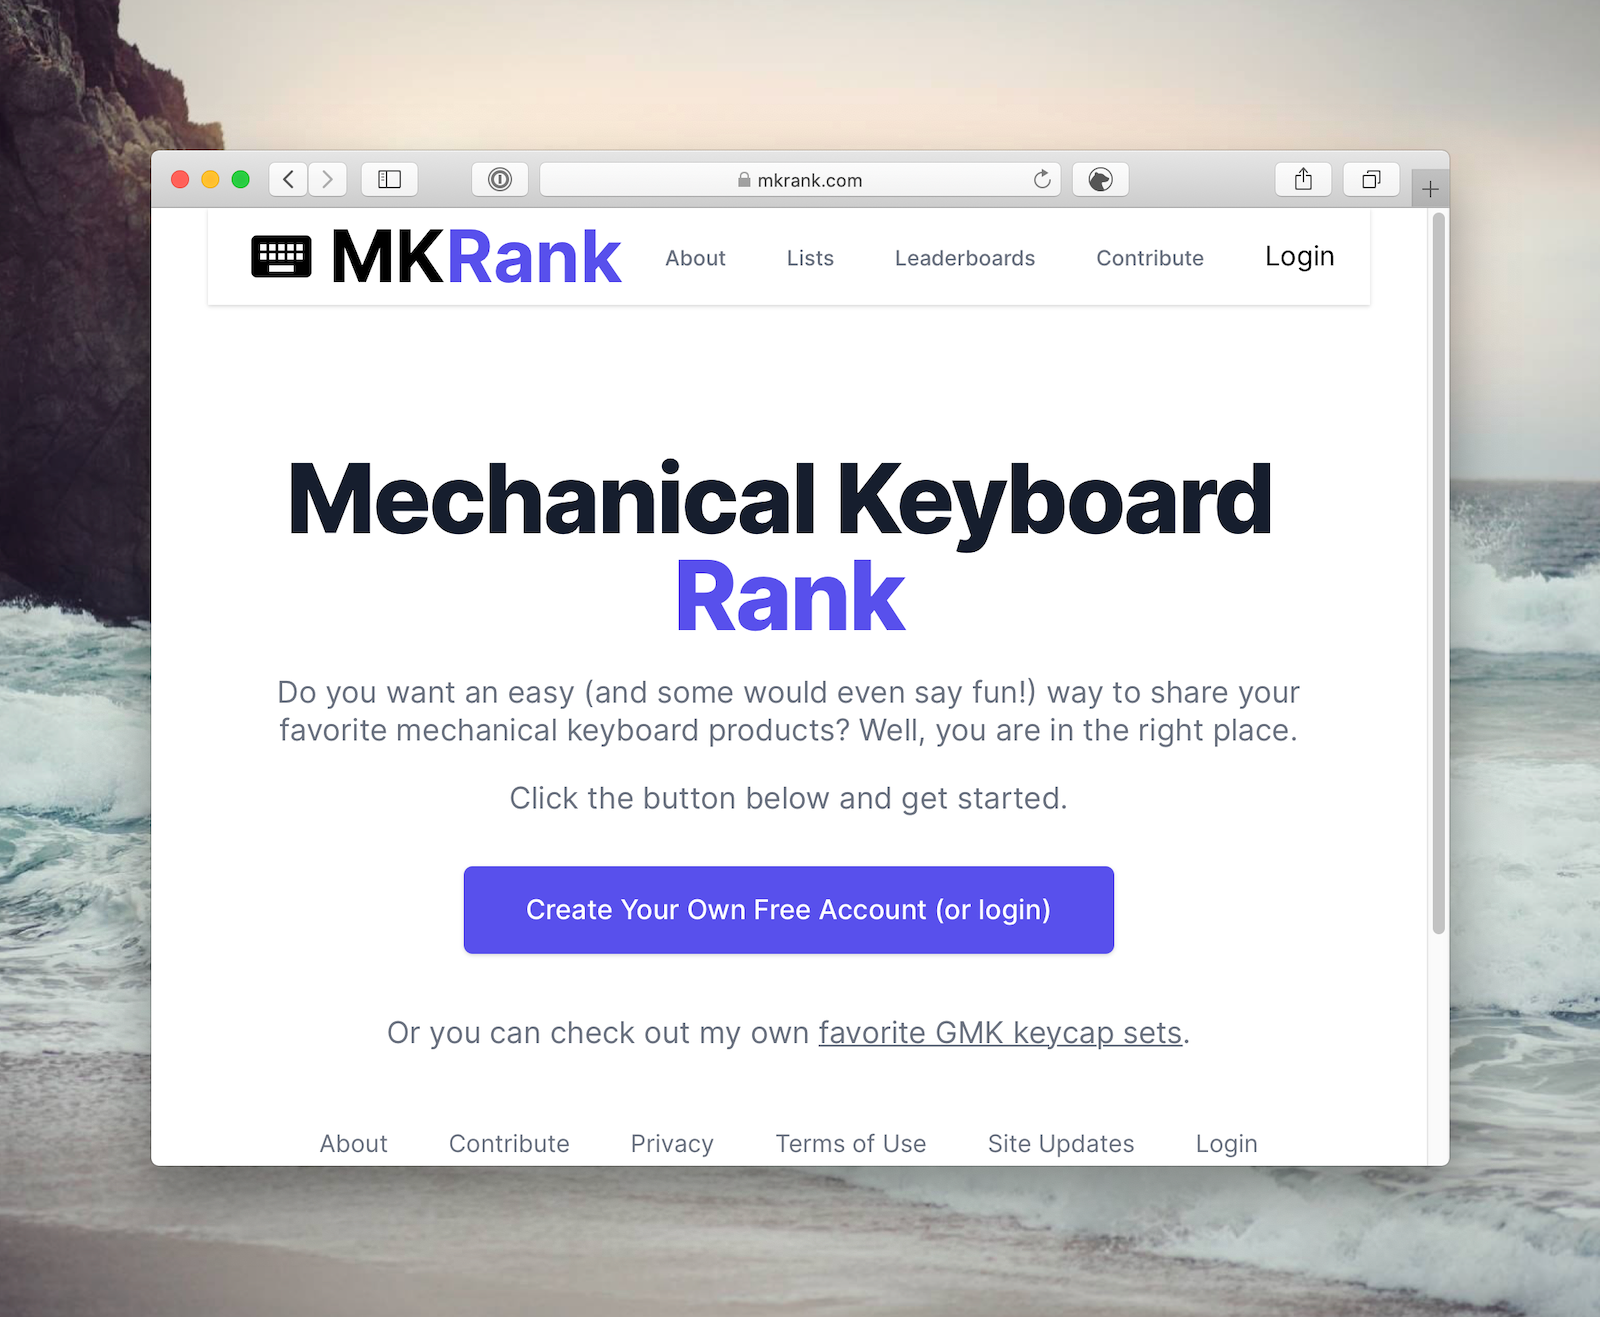 mkrank.com
MKRank About Lists Leaderboards Contribute Login
Mechanical Keyboard
Rank
Do you want an easy (and some would even say fun!) way to share your
favorite mechanical keyboard products? Well, you are in the right place.
Click the button below and get started.
Create Your Own Free Account (or login)
Or you can check out my own favorite GMK keycap sets.
About Contribute Privacy Terms of Use Site Updates Login